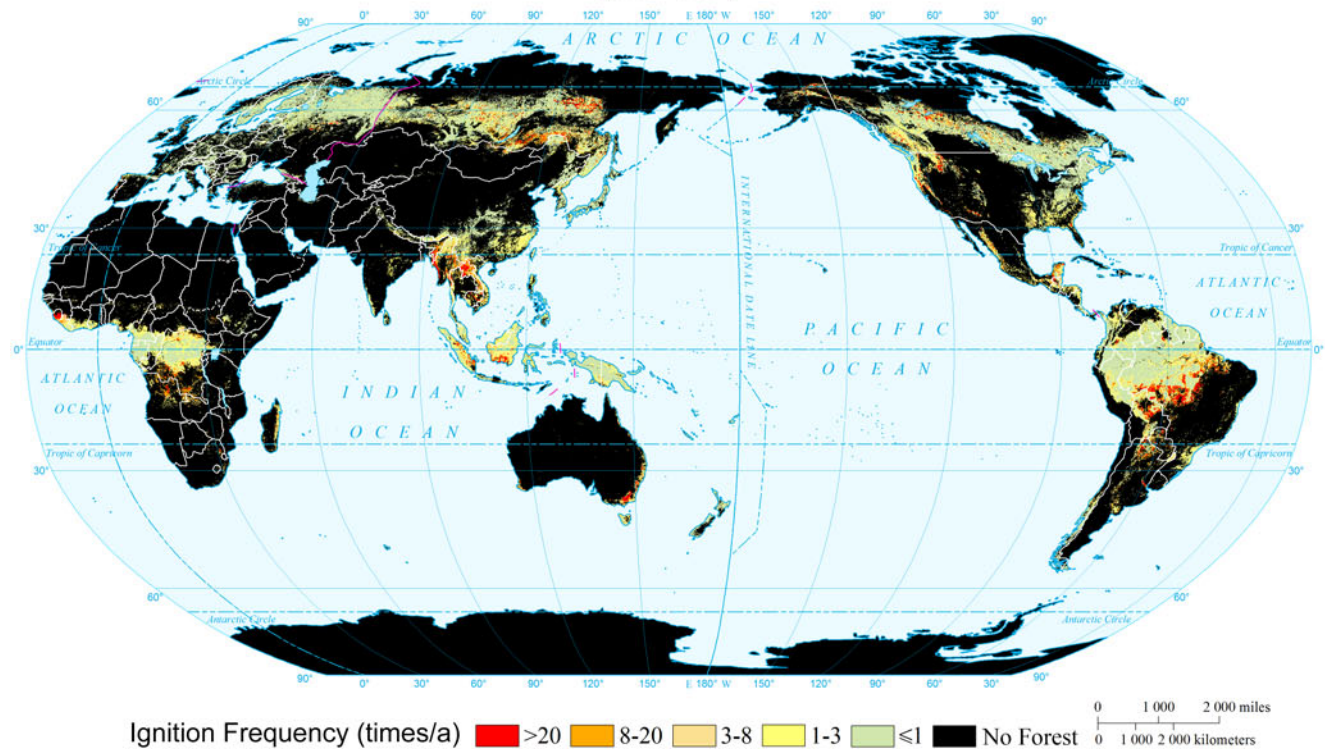 0° 30° 60° 90° 120° 150° E 180° W 150° 120° 90° 60° 30° 0°
90° 90°
ARCTIC OCEAN
Arctic Circle Arctic Circle
60° 60°
INTERNATIONAL DATE LINE
30° 30°
Tropic of Cancer Tropic of Cancer
ATLANTIC
OCEAN
PACIFIC
OCEAN
Equator Equator
0° 0°
ATLANTIC
OCEAN
INDIAN
OCEAN
Tropic of Capricorn Tropic of Capricorn
30° 30°
60° 60°
Antarctic Circle Antarctic Circle
90° 90°
0° 30° 60° 90° 120° 150° E 180° W 150° 120° 90° 60° 30° 0°
Ignition Frequency (times/a) >20 8-20 3-8 1-3 ⩽1 No Forest
0 1 000 2 000 miles
0 1 000 2 000 kilometers